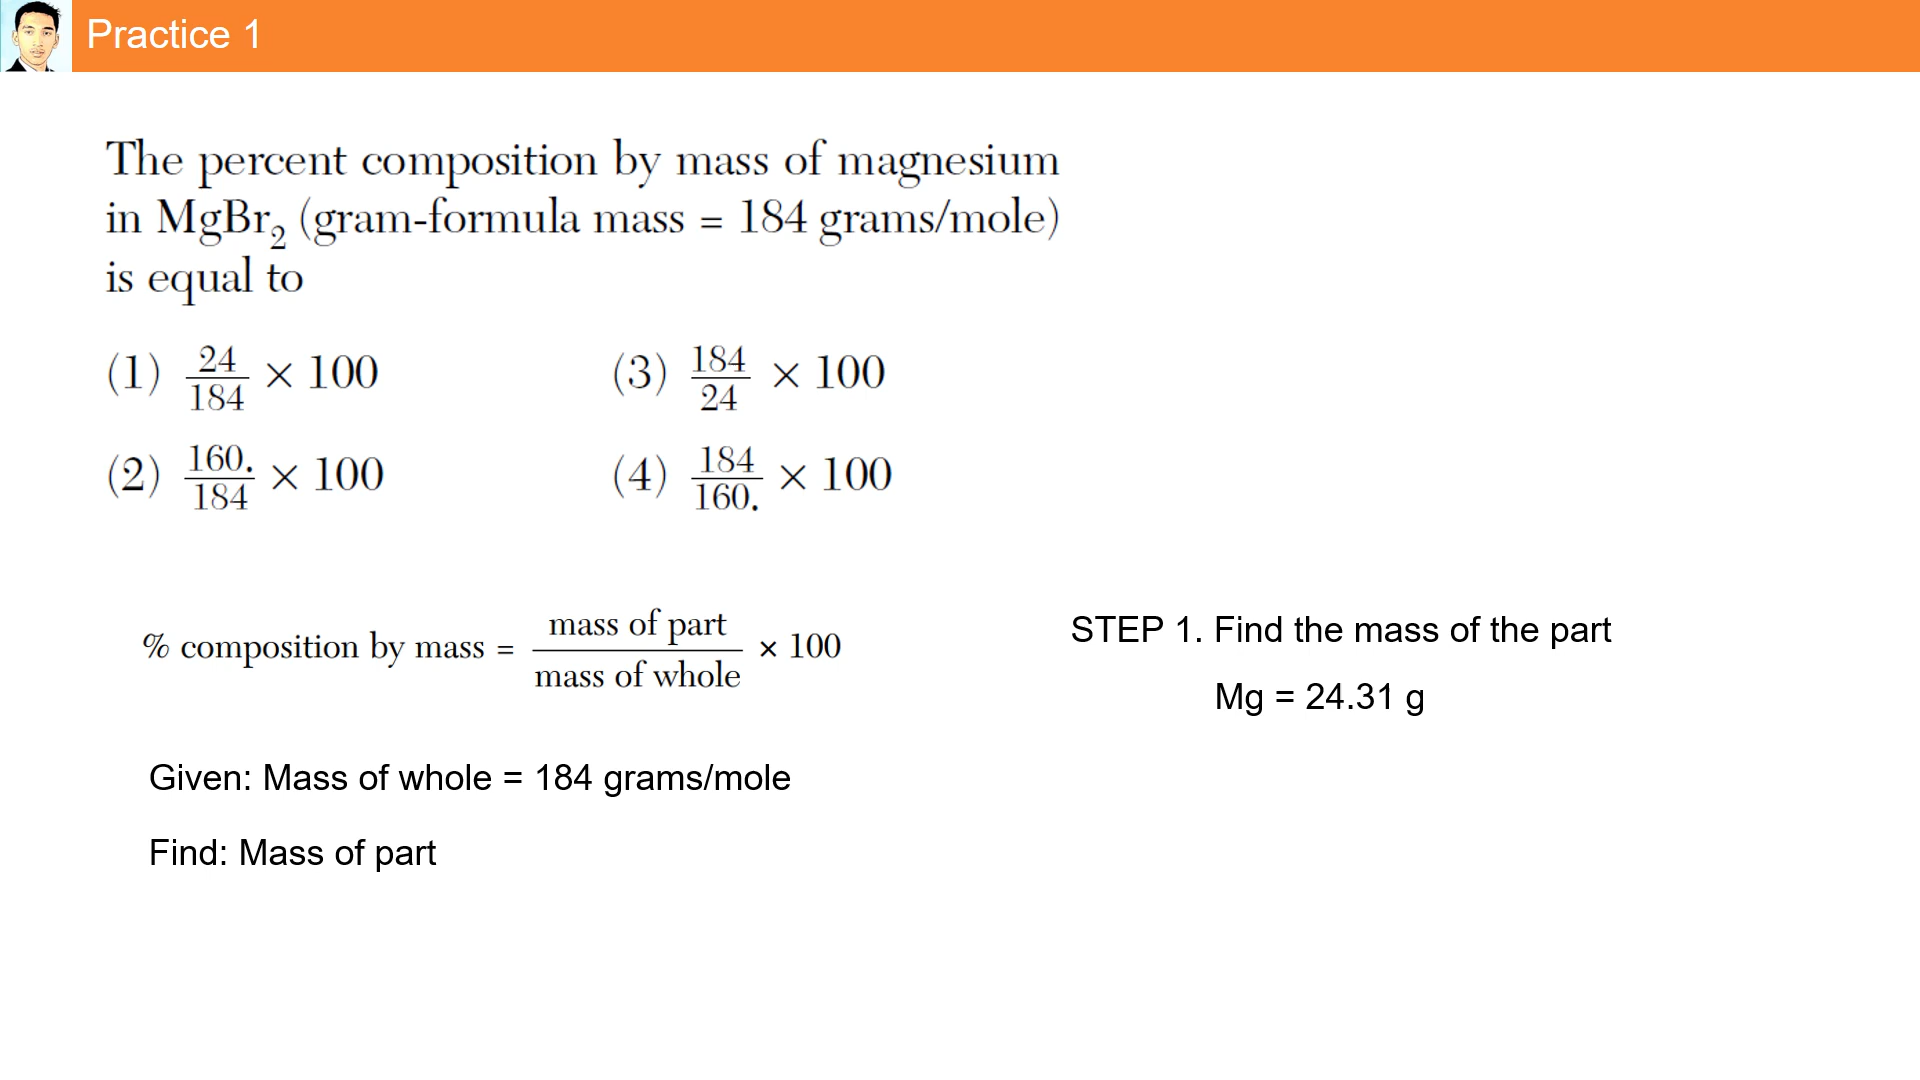 Practice 1
The percent composition by mass of magnesium
in MgBr₂ (gram-formula mass = 184 grams/mole)
is equal to
(1) 24/184 × 100
(3) 184/24 × 100
(2) 160./184 × 100
(4) 184/160. × 100
% composition by mass = mass of part / mass of whole × 100
STEP 1. Find the mass of the part
Mg = 24.31 g
Given: Mass of whole = 184 grams/mole
Find: Mass of part